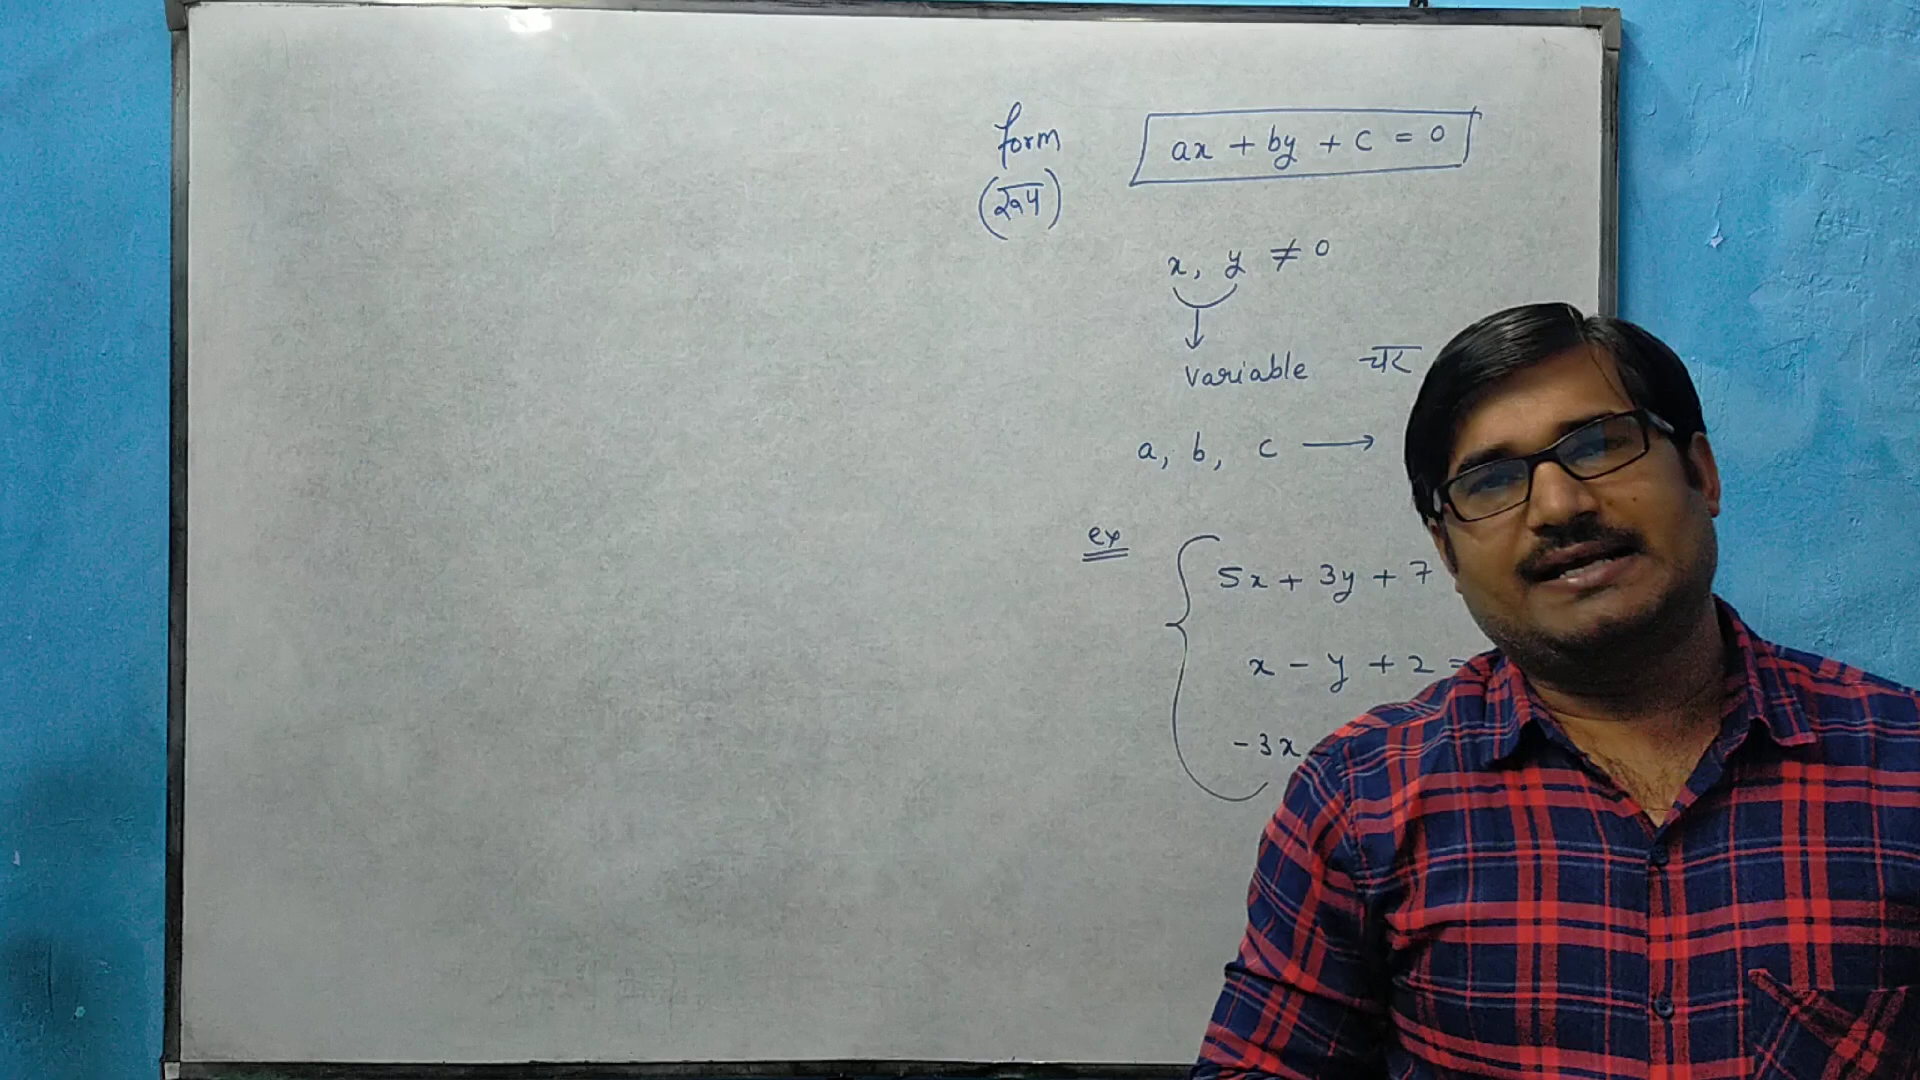 form ax + by + c = 0
(रूप)
x, y ≠ 0
↓
variable चर
a, b, c →
ex
5x + 3y + 7
x - y + 2 =
-3x